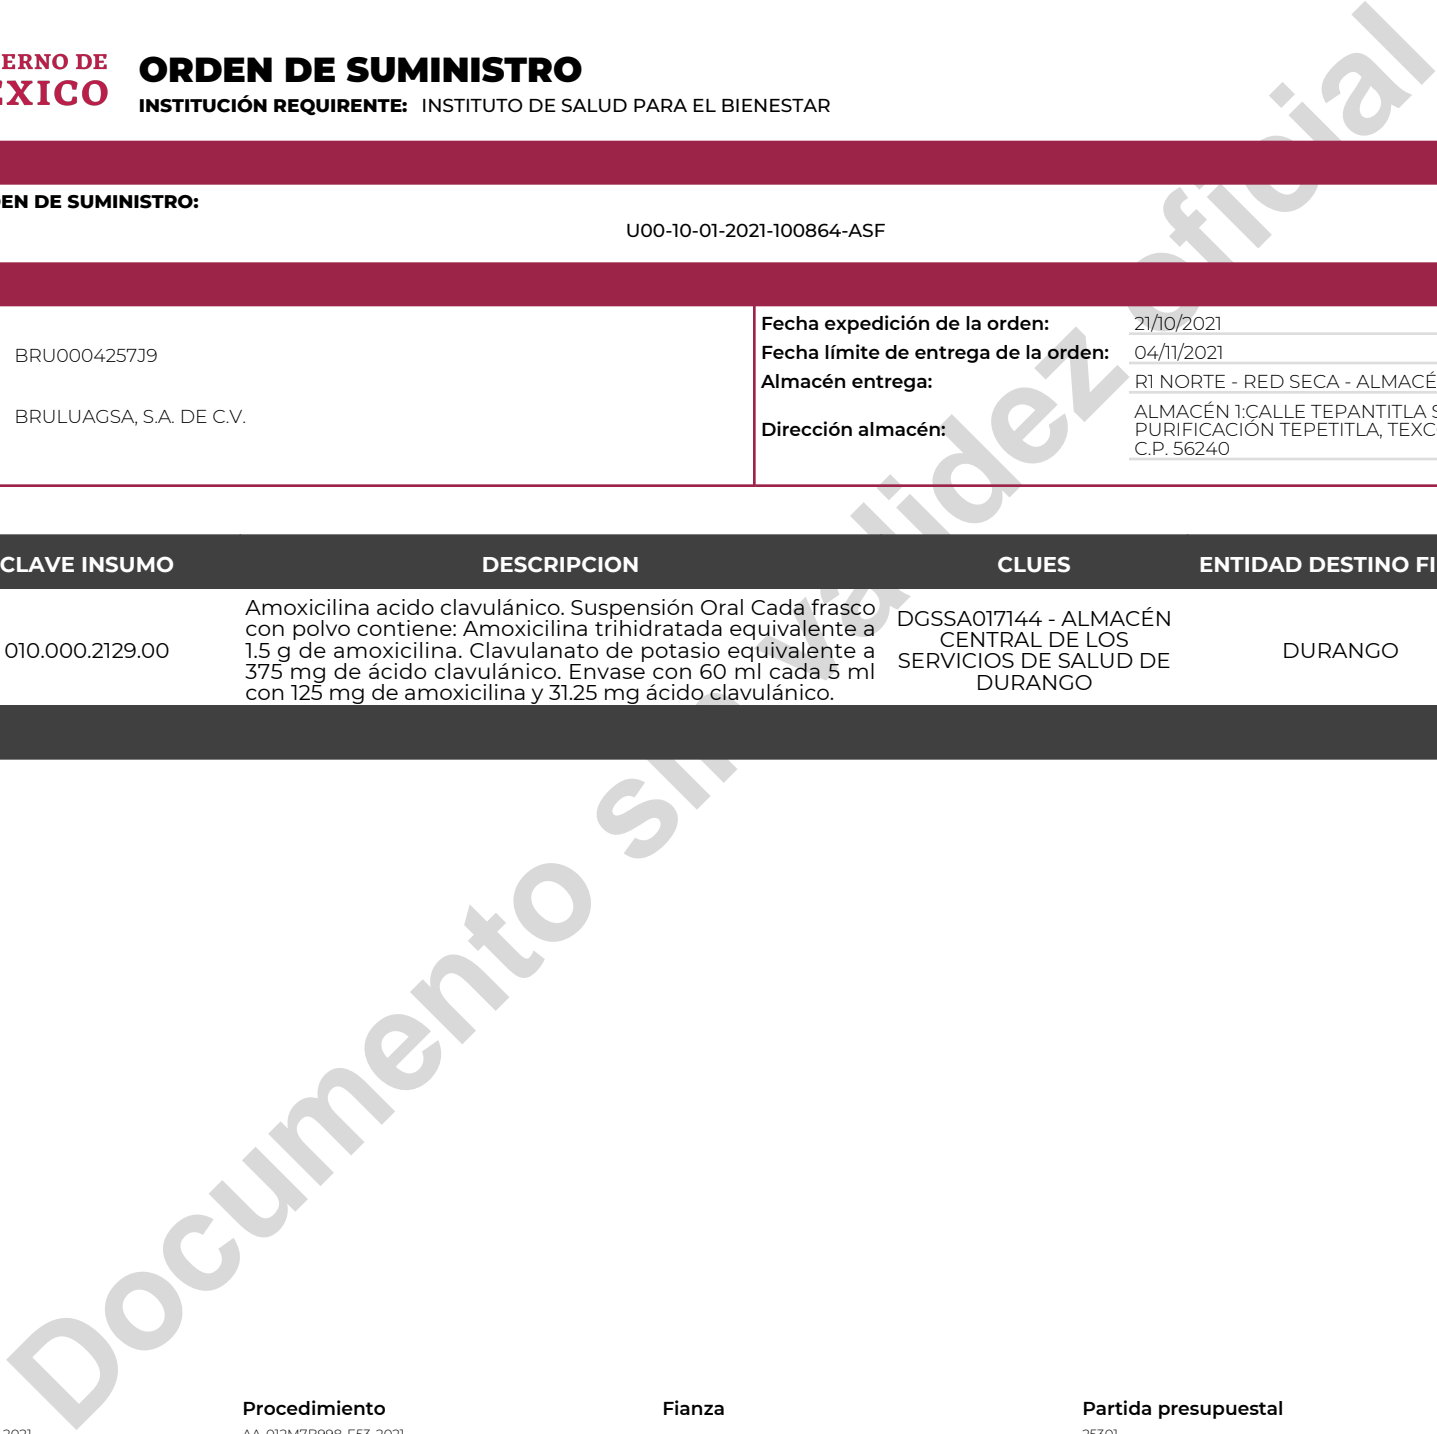 ERNO DE
EXICO
ORDEN DE SUMINISTRO
INSTITUCIÓN REQUIRENTE: INSTITUTO DE SALUD PARA EL BIENESTAR
EN DE SUMINISTRO:
U00-10-01-2021-100864-ASF
BRU0004257J9
BRULUAGSA, S.A. DE C.V.
Fecha expedición de la orden: 21/10/2021
Fecha límite de entrega de la orden: 04/11/2021
Almacén entrega: R1 NORTE - RED SECA - ALMACÉ
Dirección almacén:
ALMACÉN 1:CALLE TEPANTITLA S
PURIFICACIÓN TEPETITLA, TEXC
C.P. 56240
CLAVE INSUMO DESCRIPCION CLUES ENTIDAD DESTINO FI
010.000.2129.00
Amoxicilina acido clavulánico. Suspensión Oral Cada frasco
con polvo contiene: Amoxicilina trihidratada equivalente a
1.5 g de amoxicilina. Clavulanato de potasio equivalente a
375 mg de ácido clavulánico. Envase con 60 ml cada 5 ml
con 125 mg de amoxicilina y 31.25 mg ácido clavulánico.
DGSSA017144 - ALMACÉN
CENTRAL DE LOS
SERVICIOS DE SALUD DE
DURANGO
DURANGO
Documento sin validez oficial
Procedimiento Fianza Partida presupuestal